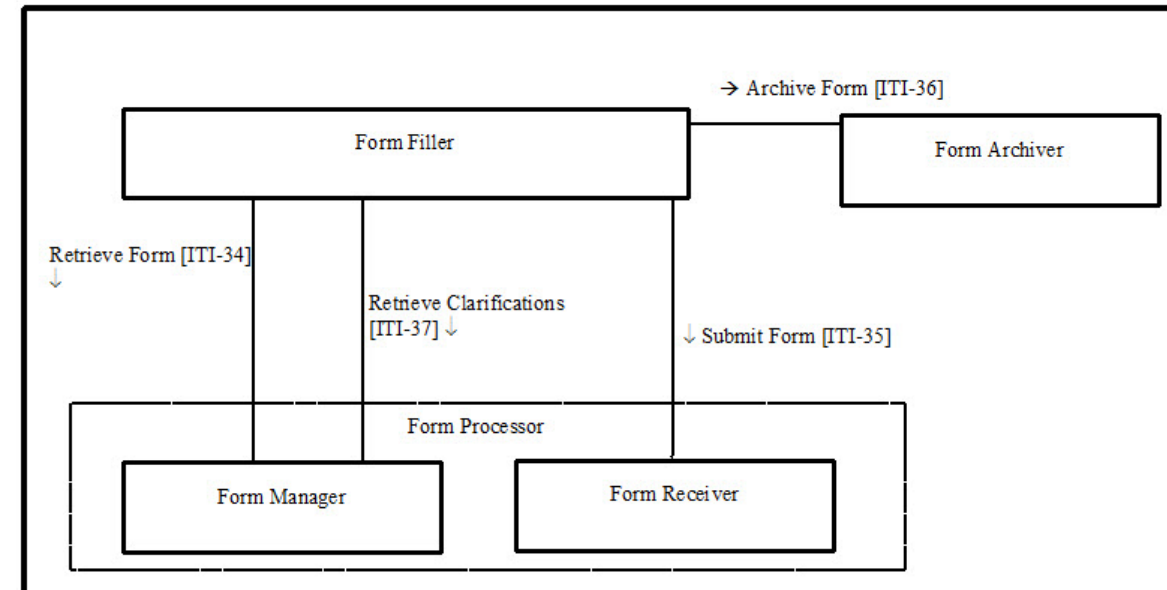 → Archive Form [ITI-36]
Form Filler
Form Archiver
Retrieve Form [ITI-34]
↓
Retrieve Clarifications
[ITI-37] ↓
↓ Submit Form [ITI-35]
Form Processor
Form Manager
Form Receiver